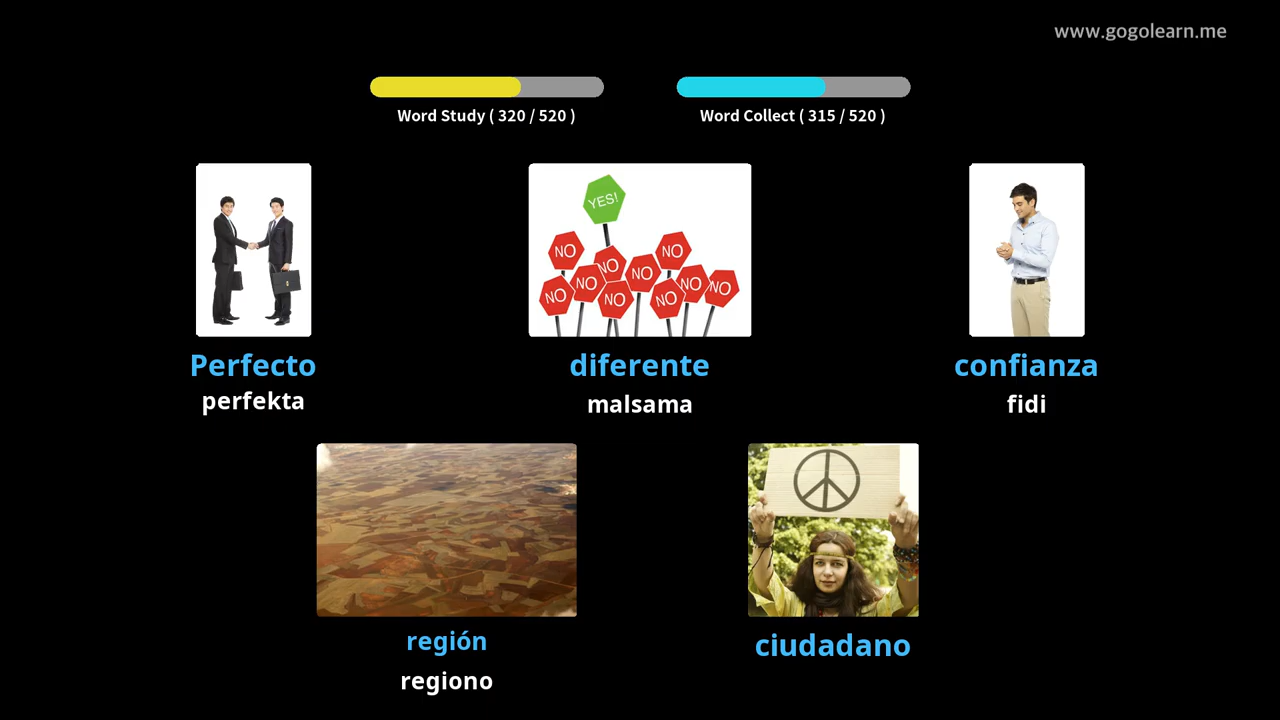 www.gogolearn.me
Word Study ( 320 / 520 )
Word Collect ( 315 / 520 )
YES!
NO
NO
NO
NO
NO
NO
NO
NO
NO
NO
Perfecto
perfekta
diferente
malsama
confianza
fidi
región
regiono
ciudadano